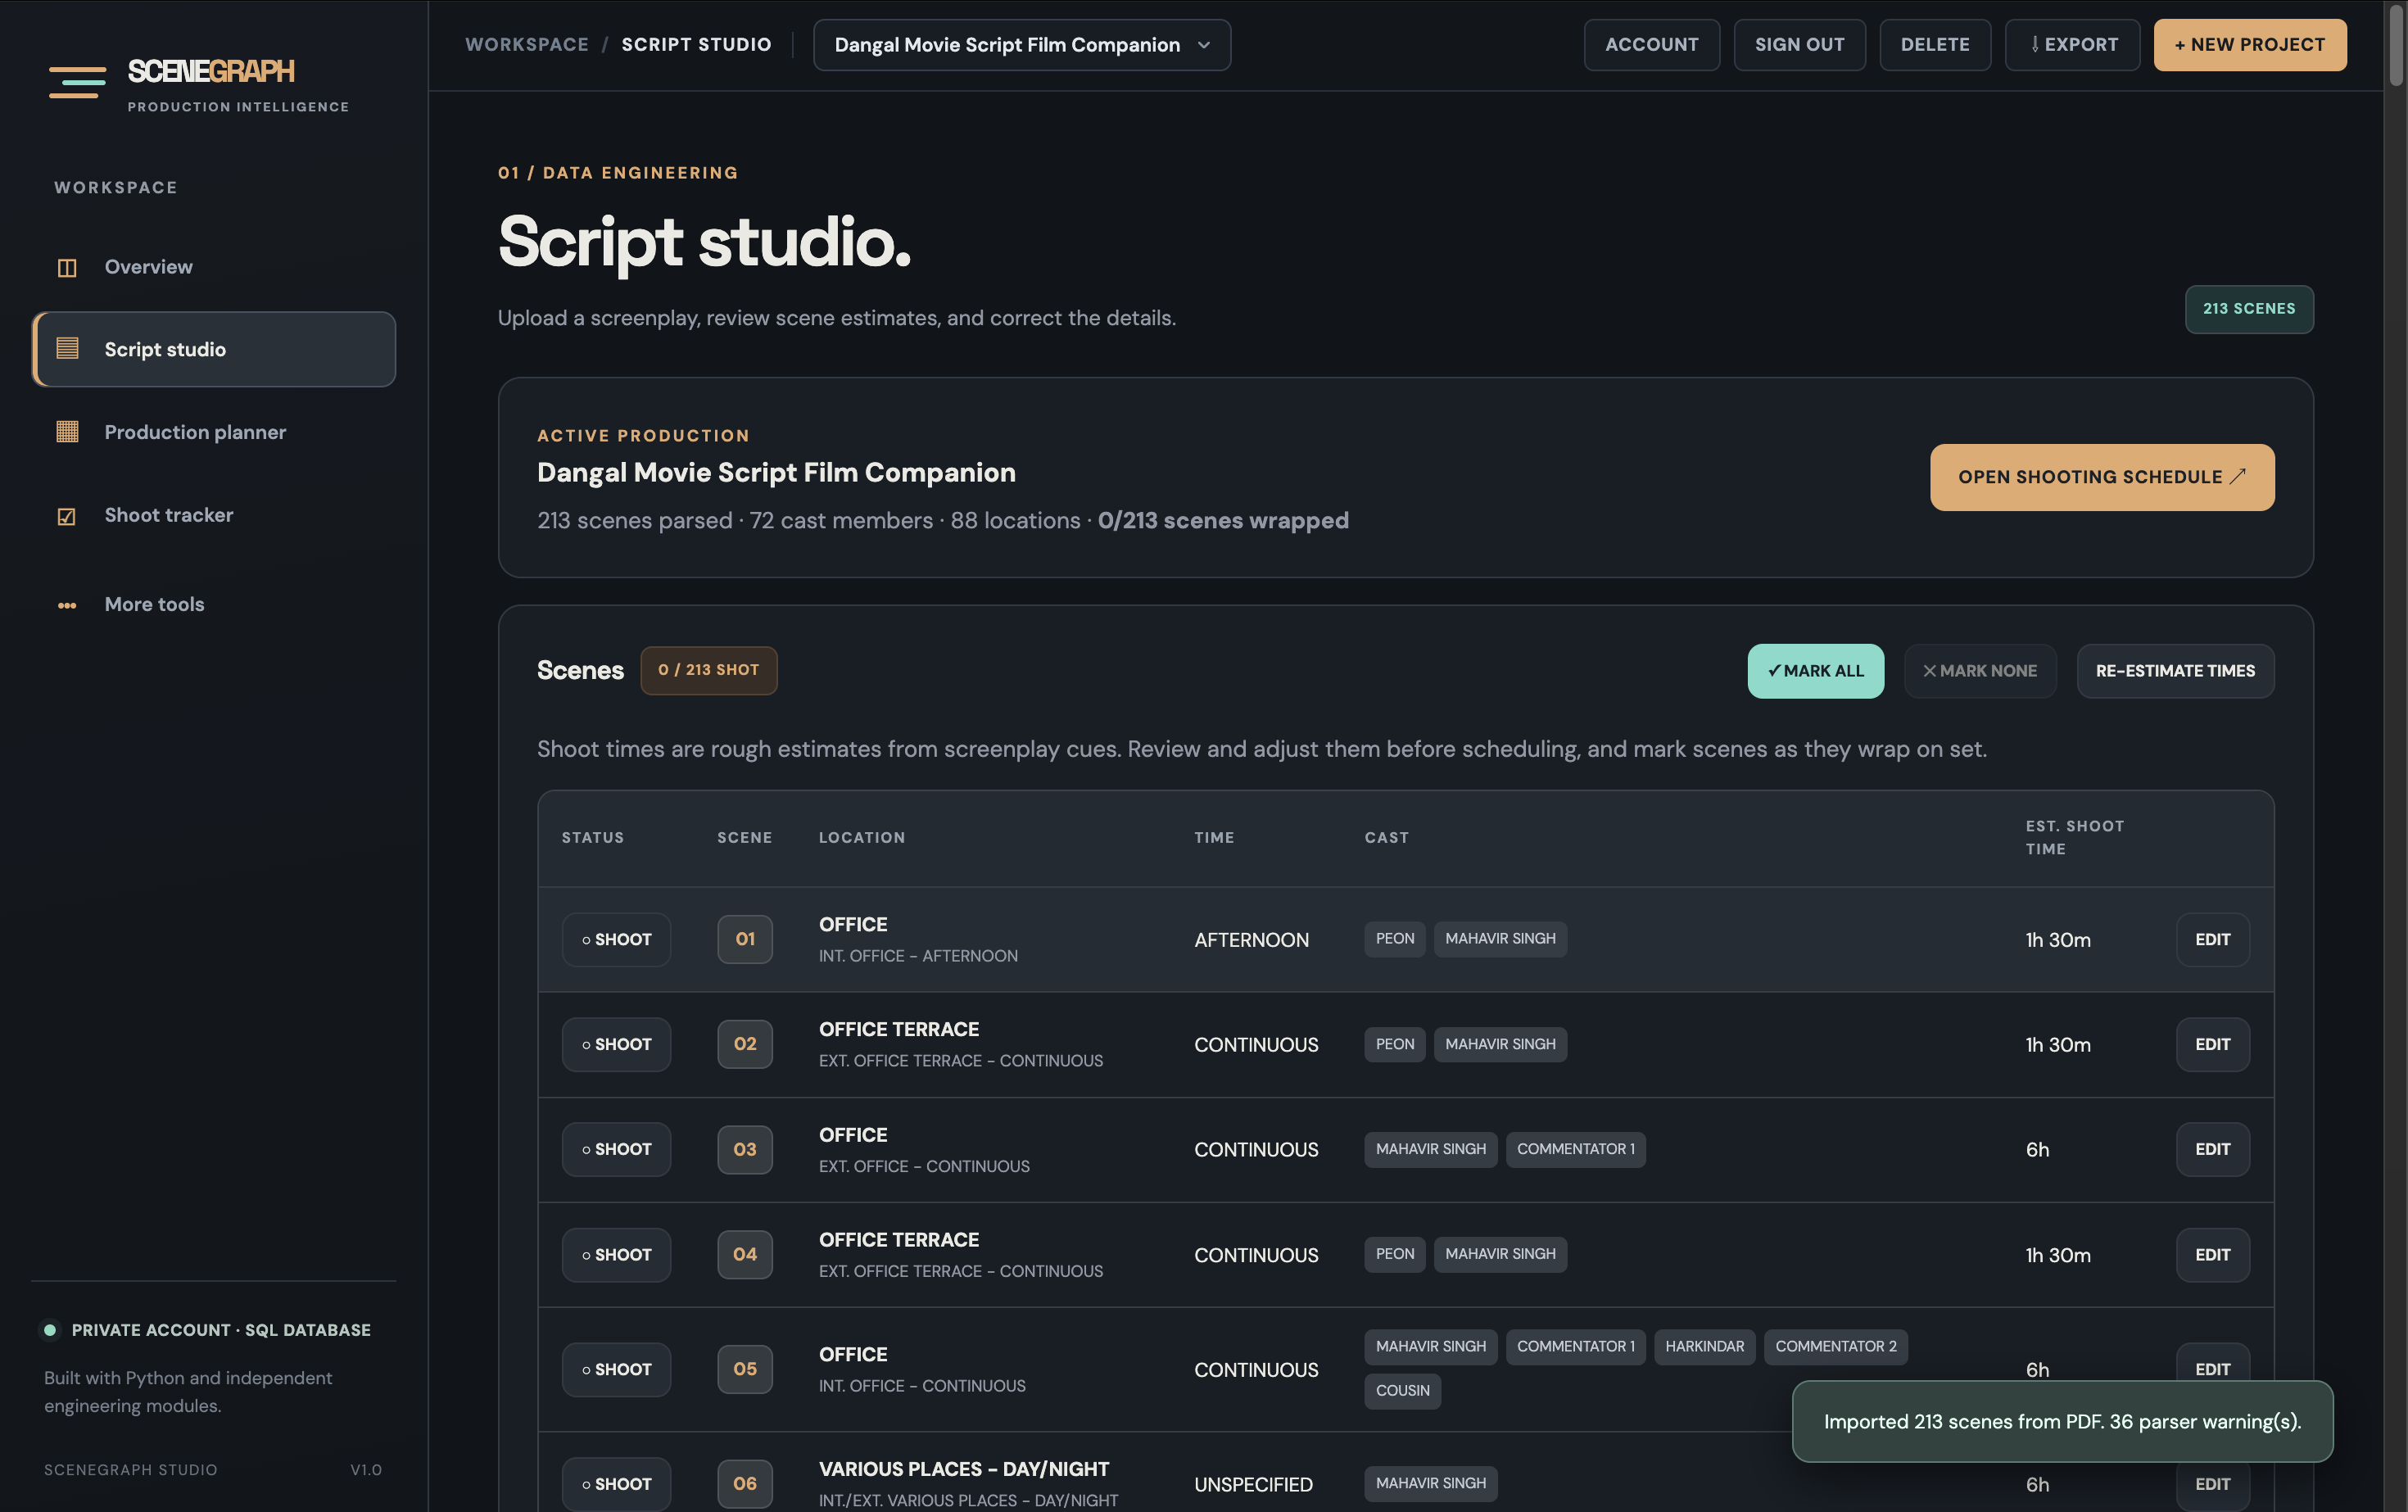 SCENEGRAPH
PRODUCTION INTELLIGENCE
WORKSPACE
Overview
Script studio
Production planner
Shoot tracker
More tools
PRIVATE ACCOUNT · SQL DATABASE
Built with Python and independent
engineering modules.
SCENEGRAPH STUDIO V1.0
WORKSPACE / SCRIPT STUDIO Dangal Movie Script Film Companion ACCOUNT SIGN OUT DELETE ⇩ EXPORT + NEW PROJECT
01 / DATA ENGINEERING
Script studio.
Upload a screenplay, review scene estimates, and correct the details.
213 SCENES
ACTIVE PRODUCTION
Dangal Movie Script Film Companion
213 scenes parsed · 72 cast members · 88 locations · 0/213 scenes wrapped
OPEN SHOOTING SCHEDULE ↗
Scenes 0 / 213 SHOT ✓ MARK ALL ✕ MARK NONE RE-ESTIMATE TIMES
Shoot times are rough estimates from screenplay cues. Review and adjust them before scheduling, and mark scenes as they wrap on set.
STATUS SCENE LOCATION TIME CAST EST. SHOOT
TIME
○ SHOOT 01 OFFICE AFTERNOON PEON MAHAVIR SINGH 1h 30m EDIT
INT. OFFICE – AFTERNOON
○ SHOOT 02 OFFICE TERRACE CONTINUOUS PEON MAHAVIR SINGH 1h 30m EDIT
EXT. OFFICE TERRACE – CONTINUOUS
○ SHOOT 03 OFFICE CONTINUOUS MAHAVIR SINGH COMMENTATOR 1 6h EDIT
EXT. OFFICE – CONTINUOUS
○ SHOOT 04 OFFICE TERRACE CONTINUOUS PEON MAHAVIR SINGH 1h 30m EDIT
EXT. OFFICE TERRACE – CONTINUOUS
○ SHOOT 05 OFFICE CONTINUOUS MAHAVIR SINGH COMMENTATOR 1 HARKINDAR COMMENTATOR 2 6h EDIT
INT. OFFICE – CONTINUOUS COUSIN
Imported 213 scenes from PDF. 36 parser warning(s).
○ SHOOT 06 VARIOUS PLACES – DAY/NIGHT UNSPECIFIED MAHAVIR SINGH 6h EDIT
INT./EXT. VARIOUS PLACES – DAY/NIGHT